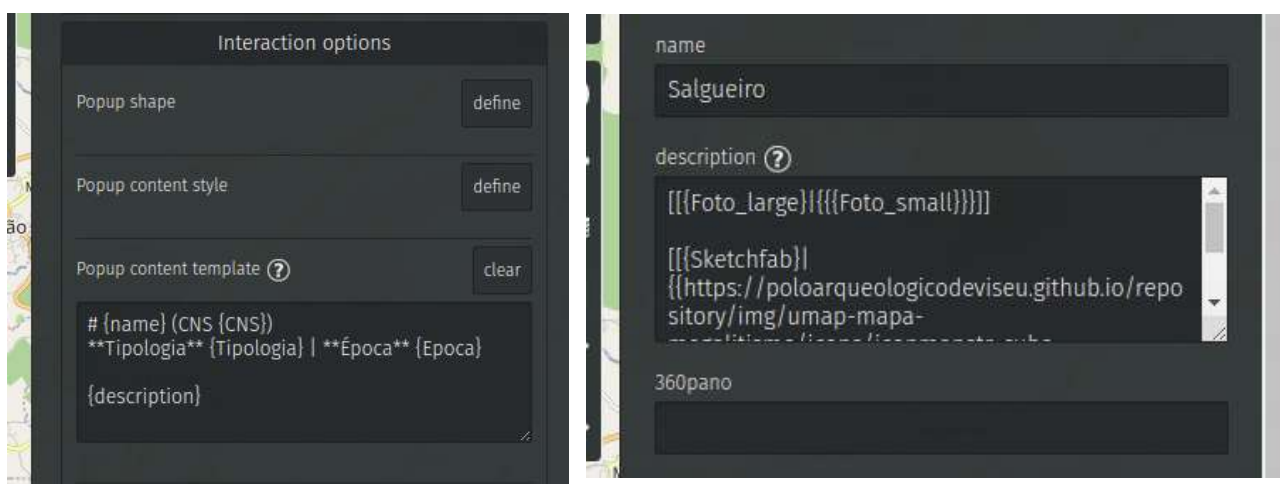 Interaction options
Popup shape
define
Popup content style
define
Popup content template ?
clear
# {name} (CNS {CNS})
**Tipologia** {Tipologia} | **Época** {Epoca}
{description}
ão
name
Salgueiro
description ?
[[{Foto_large}|{{{Foto_small}}}]]
[[{Sketchfab}|
{{https://poloarqueologicodeviseu.github.io/repo
sitory/img/umap-mapa-
360pano